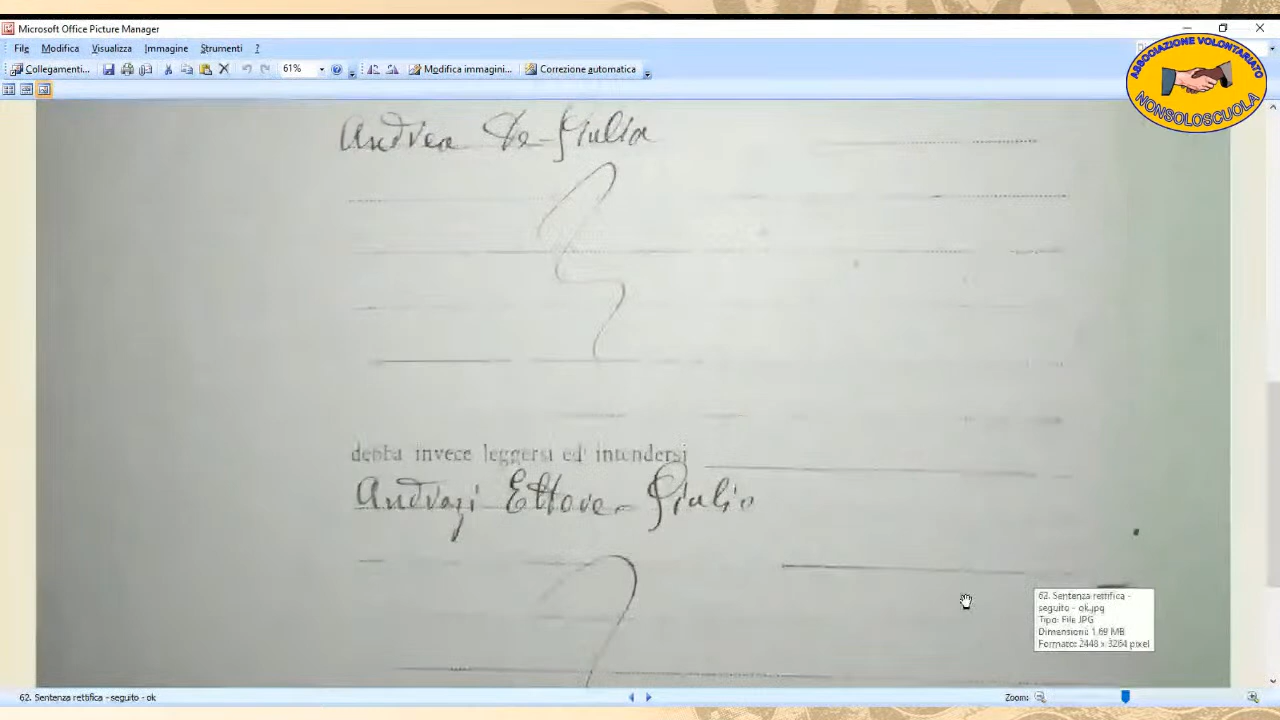 Microsoft Office Picture Manager
File Modifica Visualizza Immagine Strumenti ?
Collegamenti... 61% Modifica immagini... Correzione automatica
ASSOCIAZIONE VOLONTARIATO
NONSOLOSCUOLA
Andrea De Giulia
debba invece leggersi ed intendersi
Ettore Giulio
62. Sentenza rettifica -
seguito - ok.jpg
Tipo: File JPG
Dimensioni: 1.69 MB
Formato: 2448 x 3264 pixel
62. Sentenza rettifica - seguito - ok
Zoom: